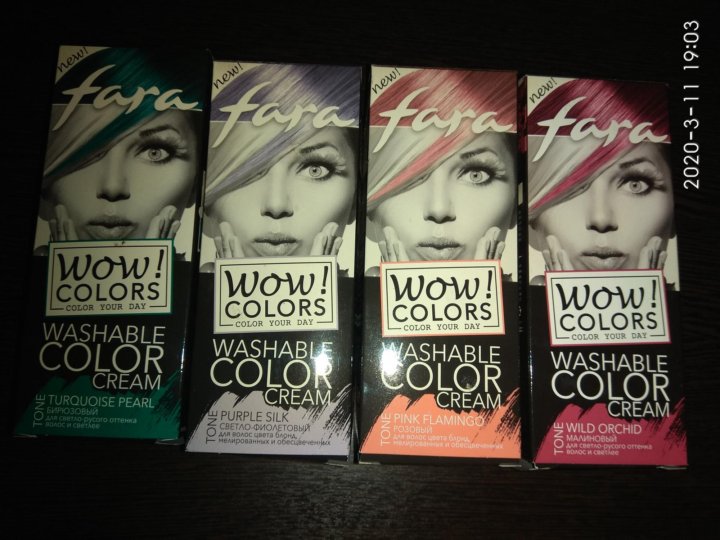 new!
fara
Wow!
COLORS
COLOR YOUR DAY
WASHABLE
COLOR
CREAM
TONE
TURQUOISE PEARL
БИРЮЗОВЫЙ
для светло-русого оттенка
волос и светлее
new!
fara
Wow!
COLORS
COLOR YOUR DAY
WASHABLE
COLOR
CREAM
TONE
PURPLE SILK
СВЕТЛО-ФИОЛЕТОВЫЙ
для волос цвета блонд,
мелированных и обесцвеченных
new!
fara
Wow!
COLORS
COLOR YOUR DAY
WASHABLE
COLOR
CREAM
TONE
PINK FLAMINGO
РОЗОВЫЙ
для волос цвета блонд,
мелированных и обесцвеченных
new!
fara
Wow!
COLORS
COLOR YOUR DAY
WASHABLE
COLOR
CREAM
TONE
WILD ORCHID
МАЛИНОВЫЙ
для светло-русого оттенка
волос и светлее
2020-3-11 19:03